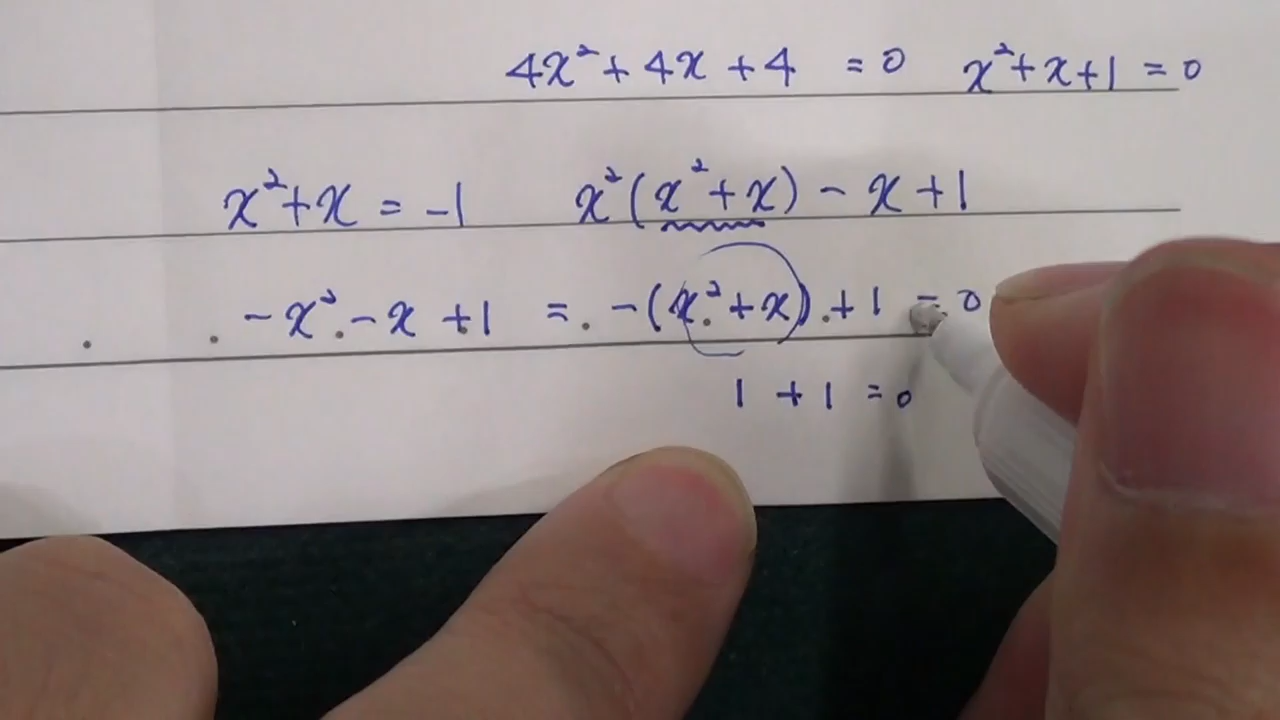 4x²+4x+4 = 0 x²+x+1 = 0
x²+x = -1 x²(x²+x) - x+1
-x²-x+1 = -(x²+x)+1 = 0
1+1=0